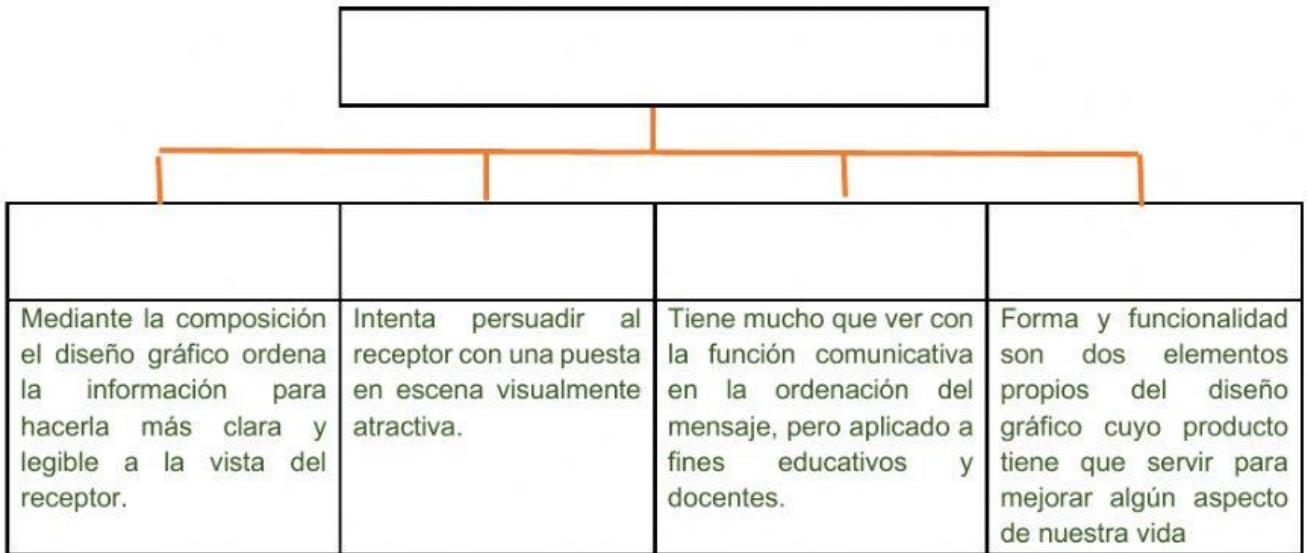 Mediante la composición
el diseño gráfico ordena
la información para
hacerla más clara y
legible a la vista del
receptor.
Intenta persuadir al
receptor con una puesta
en escena visualmente
atractiva.
Tiene mucho que ver con
la función comunicativa
en la ordenación del
mensaje, pero aplicado a
fines educativos y
docentes.
Forma y funcionalidad
son dos elementos
propios del diseño
gráfico cuyo producto
tiene que servir para
mejorar algún aspecto
de nuestra vida